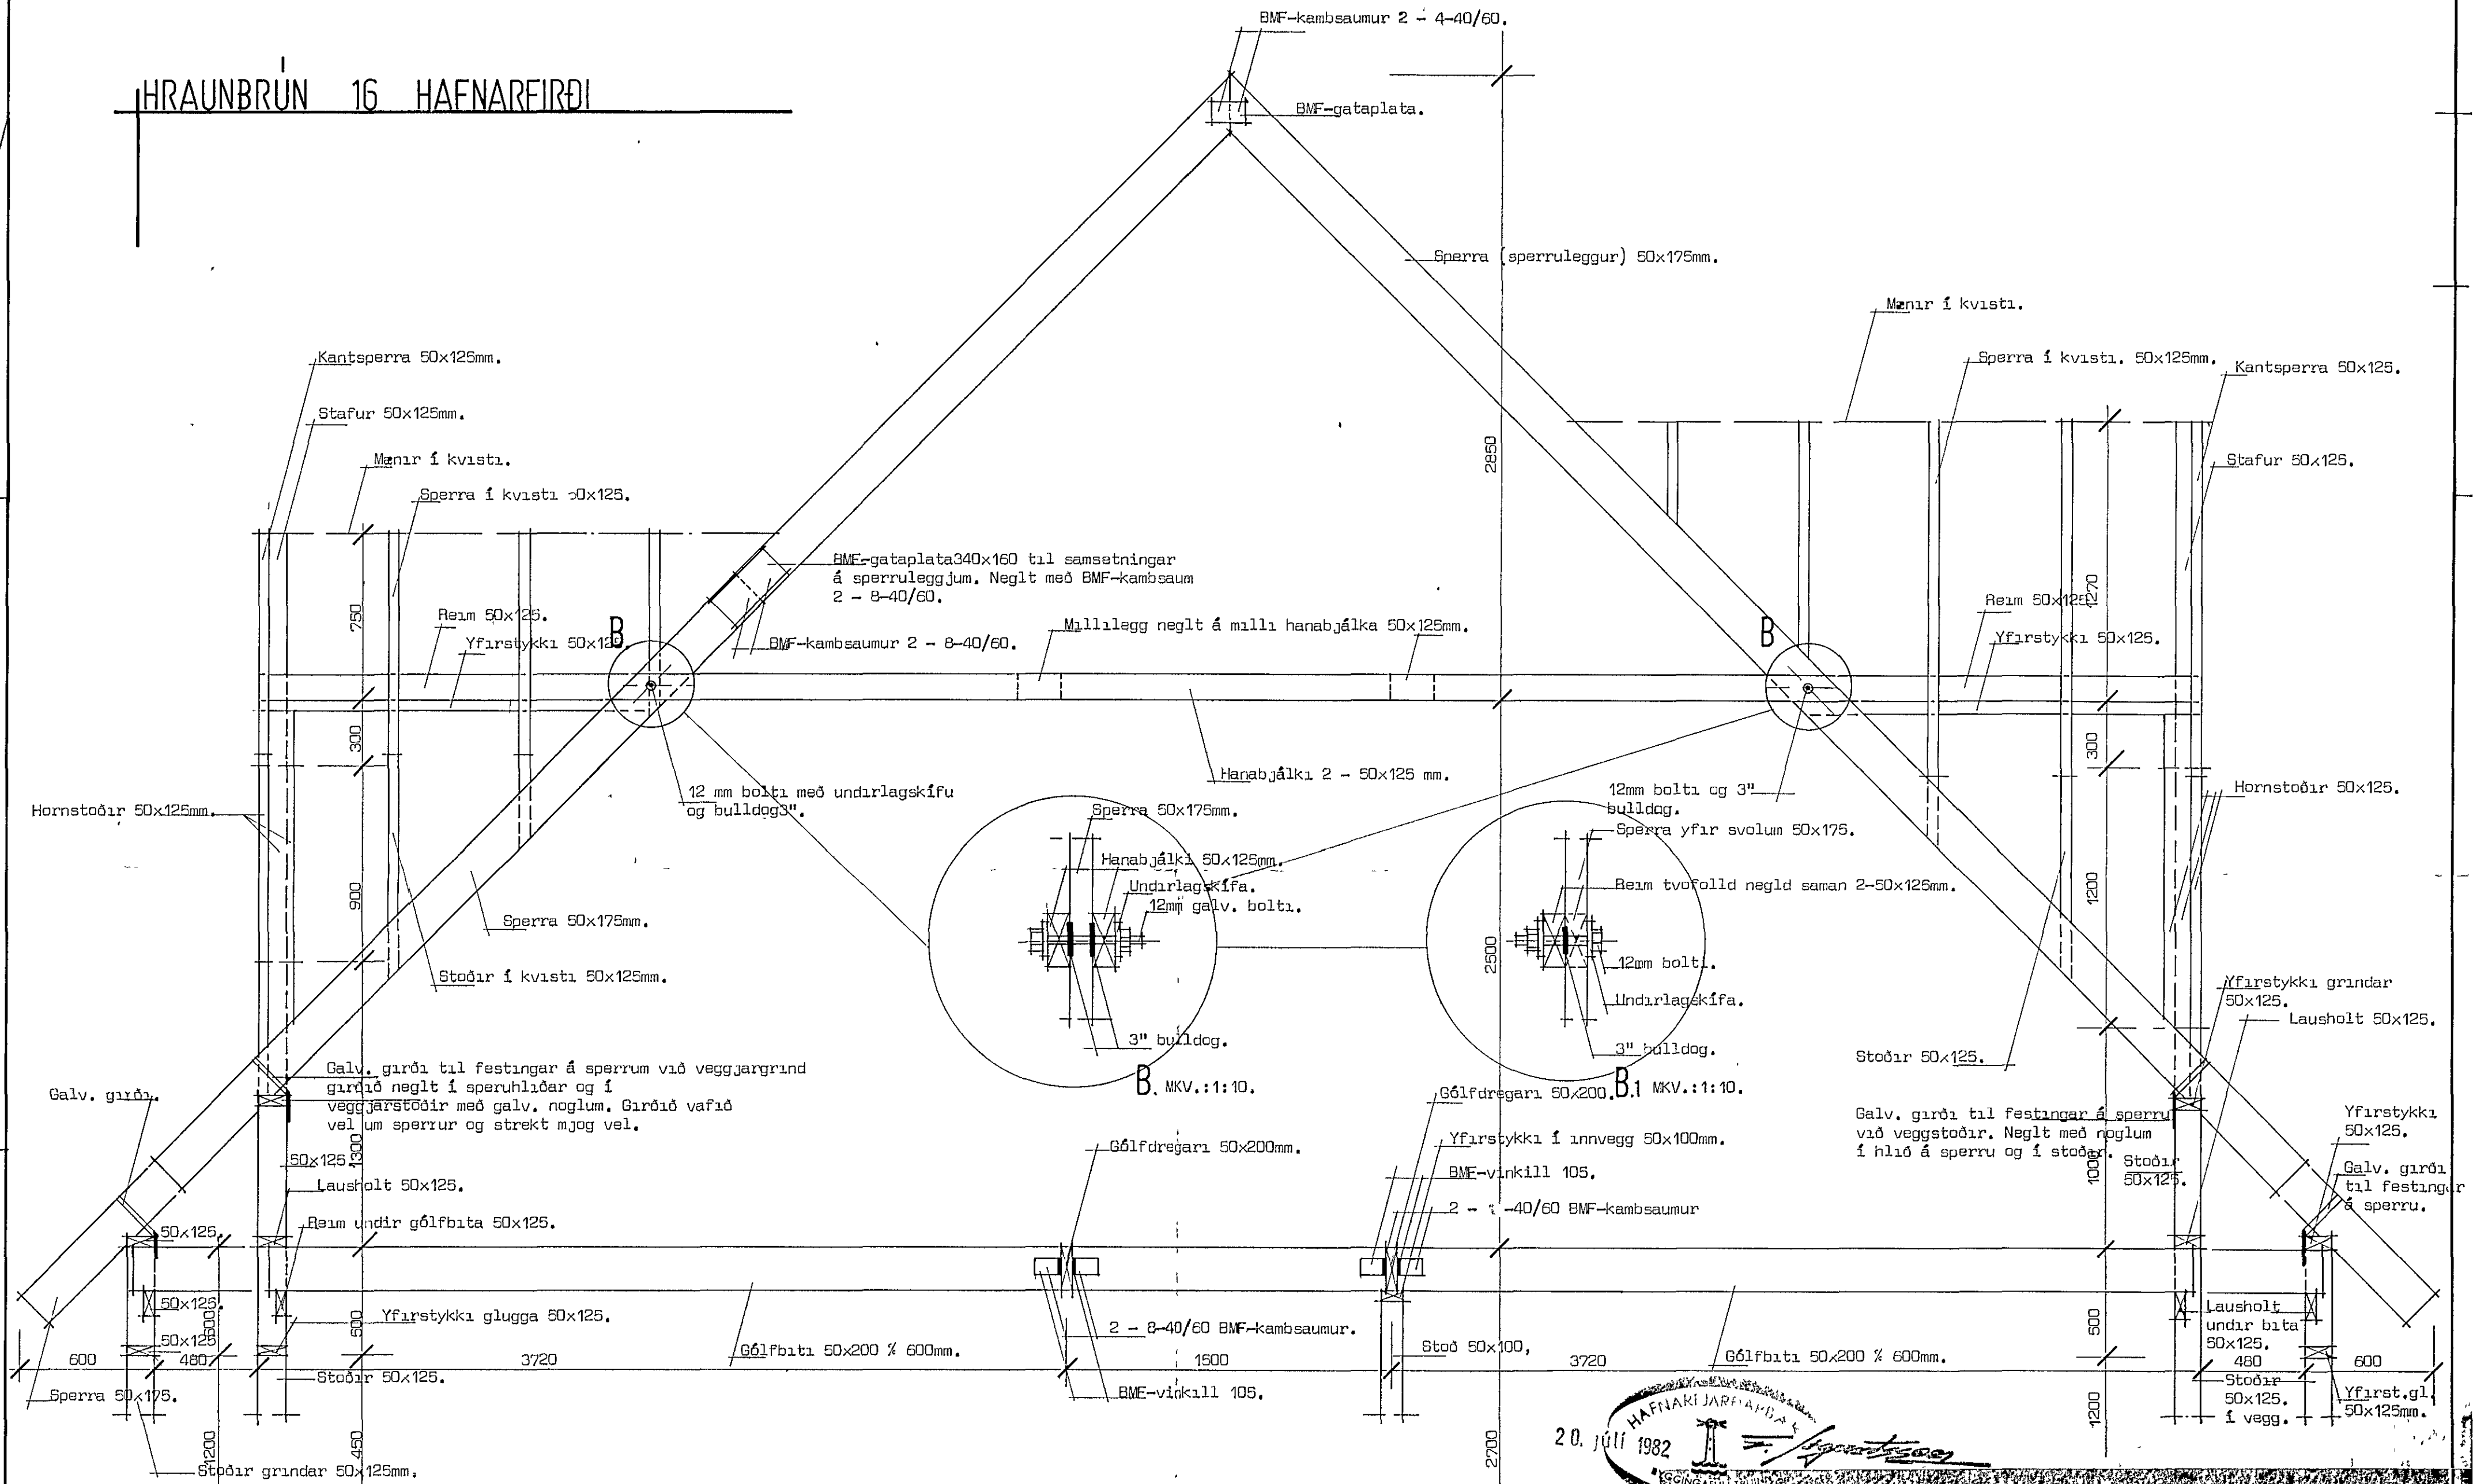 BMF-kambsaumur 2 - 4-40/60.
HRAUNBRÚN 16 HAFNARFIRÐI
BMF-gataplata.
Sperra (sperruleggur) 50x175mm.
Mænir í kvisti.
Kantsperra 50x125mm.
Sperra í kvisti. 50x125mm.
Kantsperra 50x125.
Stafur 50x125mm.
Mænir í kvisti.
Stafur 50x125.
2850
Sperra í kvisti 50x125.
BMF-gataplata340x160 til samsetningar
á sperruleggjum. Neglt með BMF-kambsaum
2 - 8-40/60.
750
1270
Reim 50x125.
Reim 50x125.
B
Millilegg neglt á milli hanabjálka 50x125mm.
B
Yfirstykki 50x125.
BMF-kambsaumur 2 - 8-40/60.
Yfirstykki 50x125.
300
300
Hanabjálki 2 - 50x125 mm.
12 mm bolti með undirlagskífu
og bulldog3".
12mm bolti og 3"
bulldog.
Hornstoðir 50x125.
Hornstoðir 50x125mm.
Sperra 50x175mm.
Sperra yfir svolum 50x175.
Hanabjálki 50x125mm.
Undirlagskífa.
12mm galv. bolti.
Reim tvofolld negld saman 2-50x125mm.
900
1200
Sperra 50x175mm.
2500
12mm bolti.
Stoðir í kvisti 50x125mm.
Undirlagskífa.
Yfirstykki grindar
50x125.
Lausholt 50x125.
3" bulldog.
3" bulldog.
Stoðir 50x125.
B. MKV.:1:10.
B.1 MKV.:1:10.
Galv. girði til festingar á sperrum við veggjargrind
girðið neglt í speruhliðar og í
veggjarstoðir með galv. noglum. Girðið vafið
vel um sperrur og strekt mjog vel.
Galv. girði.
Gólfdregari 50x200.
Galv. girði til festingar á sperru
við veggstoðir. Neglt með noglum
í hlið á sperru og í stoðir.
Yfirstykki
50x125.
Gólfdregari 50x200mm.
Yfirstykki í innvegg 50x100mm.
1300
50x125.
1000
Stoðir
50x125.
Galv. girði
til festingar
á sperru.
BMF-vinkill 105.
Lausholt 50x125.
Reim undir gólfbita 50x125.
50x125.
50x125.
50x125
600
Yfirstykki glugga 50x125.
500
500
Lausholt
undir bita
50x125.
2 - 8-40/60 BMF-kambsaumur.
Stoð 50x100,
600
480
3720
Gólfbiti 50x200 % 600mm.
1500
3720
Gólfbiti 50x200 % 600mm.
480
600
Sperra 50x175.
Stoðir 50x125.
BMF-vinkill 105.
Stoðir
50x125.
í vegg.
Yfirst.gl.
50x125mm.
1200
450
2700
1200
Stoðir grindar 50x125mm.
20. júlí 1982